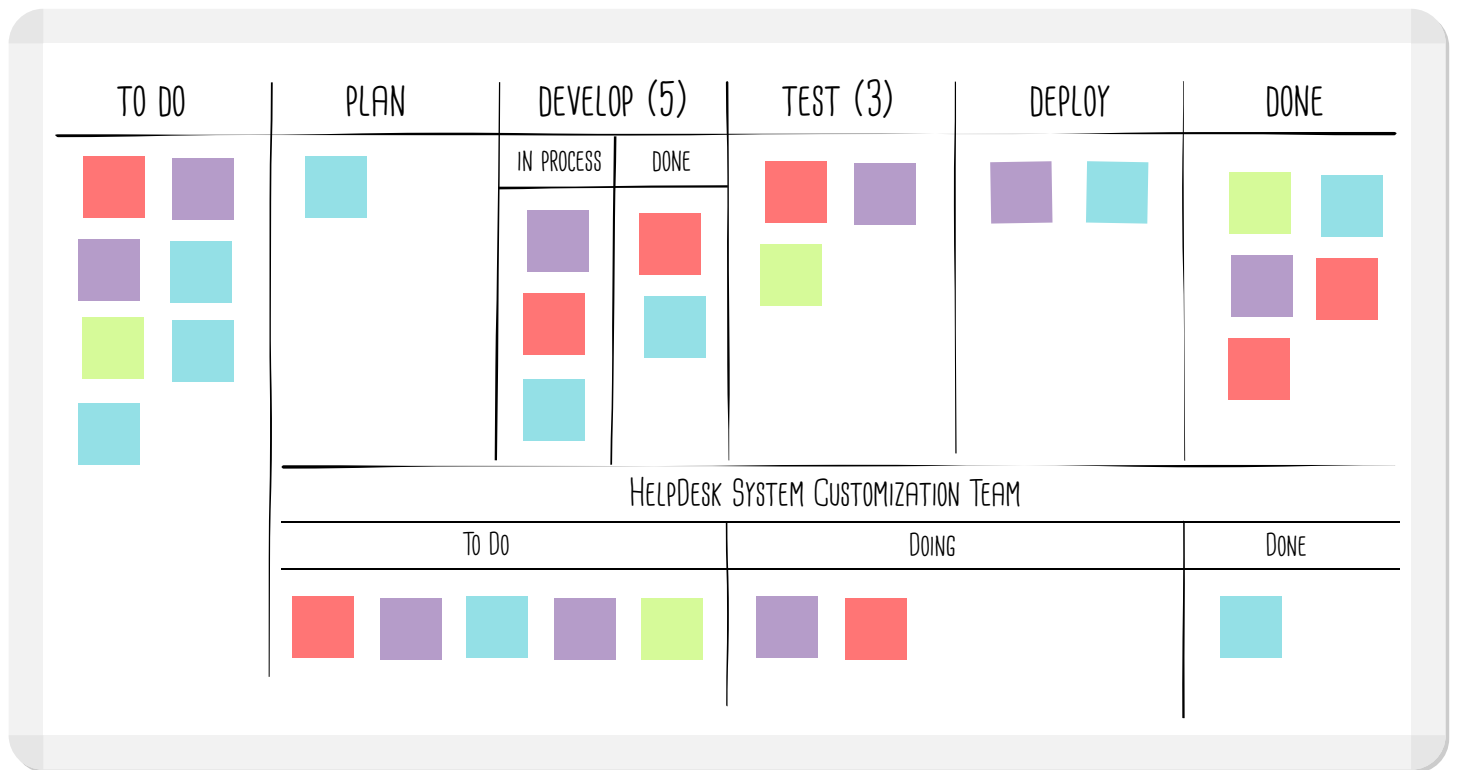 TO DO
PLAN
DEVELOP (5)
TEST (3)
DEPLOY
DONE
IN PROCESS
DONE
HELPDESK SYSTEM CUSTOMIZATION TEAM
TO DO
DOING
DONE